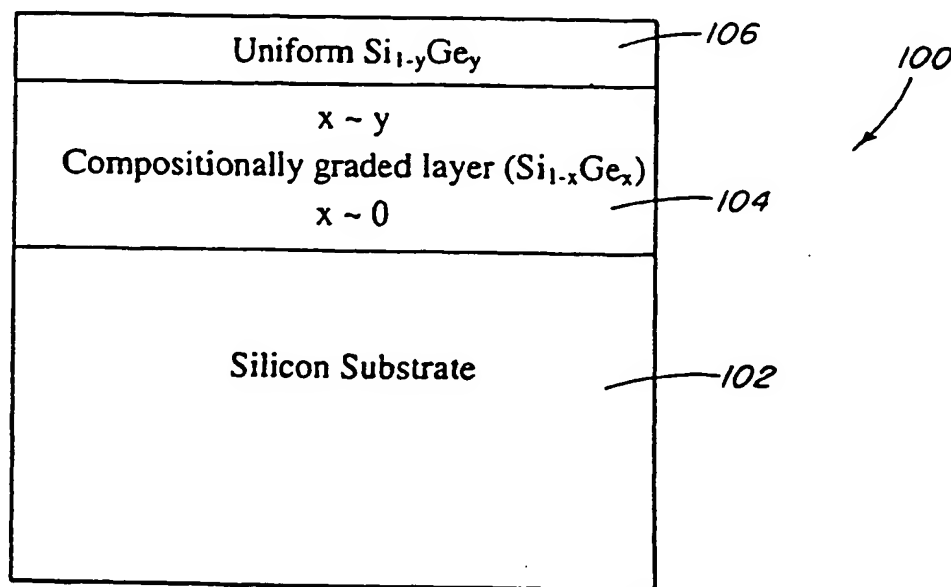 Uniform Si₁₋yGey
106
100
x ~ y
Compositionally graded layer (Si₁₋ₓGeₓ)
104
x ~ 0
Silicon Substrate
102